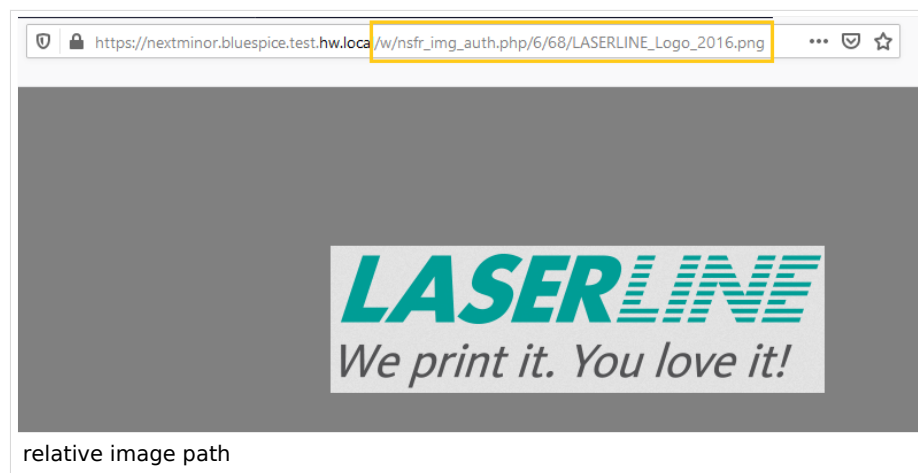 https://nextminor.bluespice.test.hw.local/w/nsfr_img_auth.php/6/68/LASERLINE_Logo_2016.png
LASERLINE
We print it. You love it!
relative image path